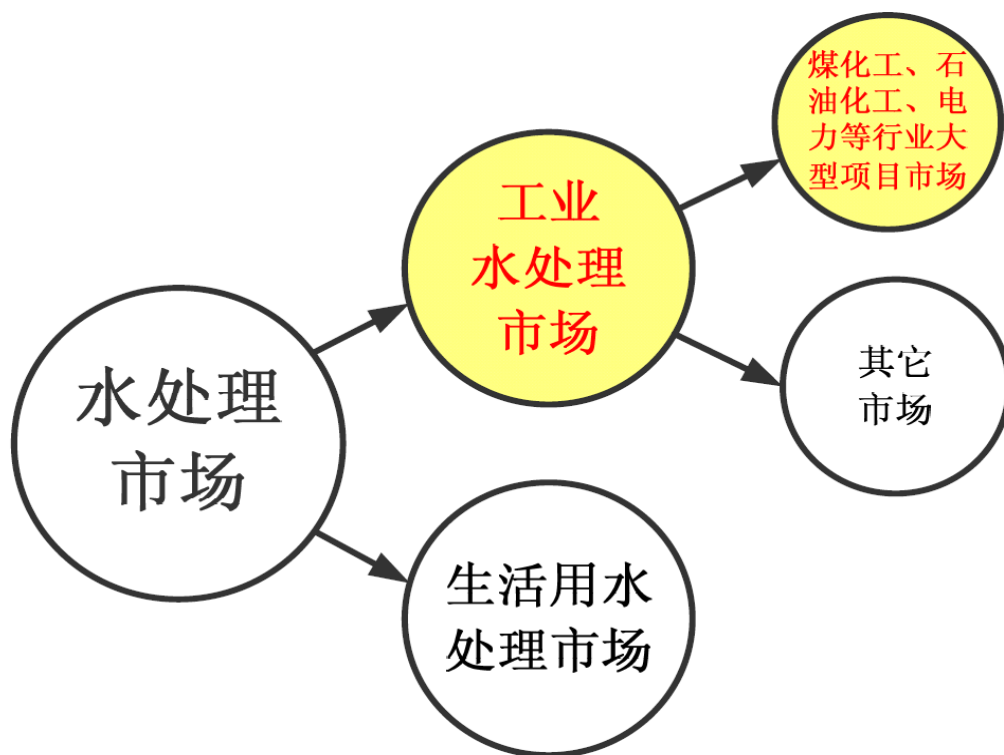 水处理
市场
工业
水处理
市场
煤化工、石
油化工、电
力等行业大
型项目市场
其它
市场
生活用水
处理市场